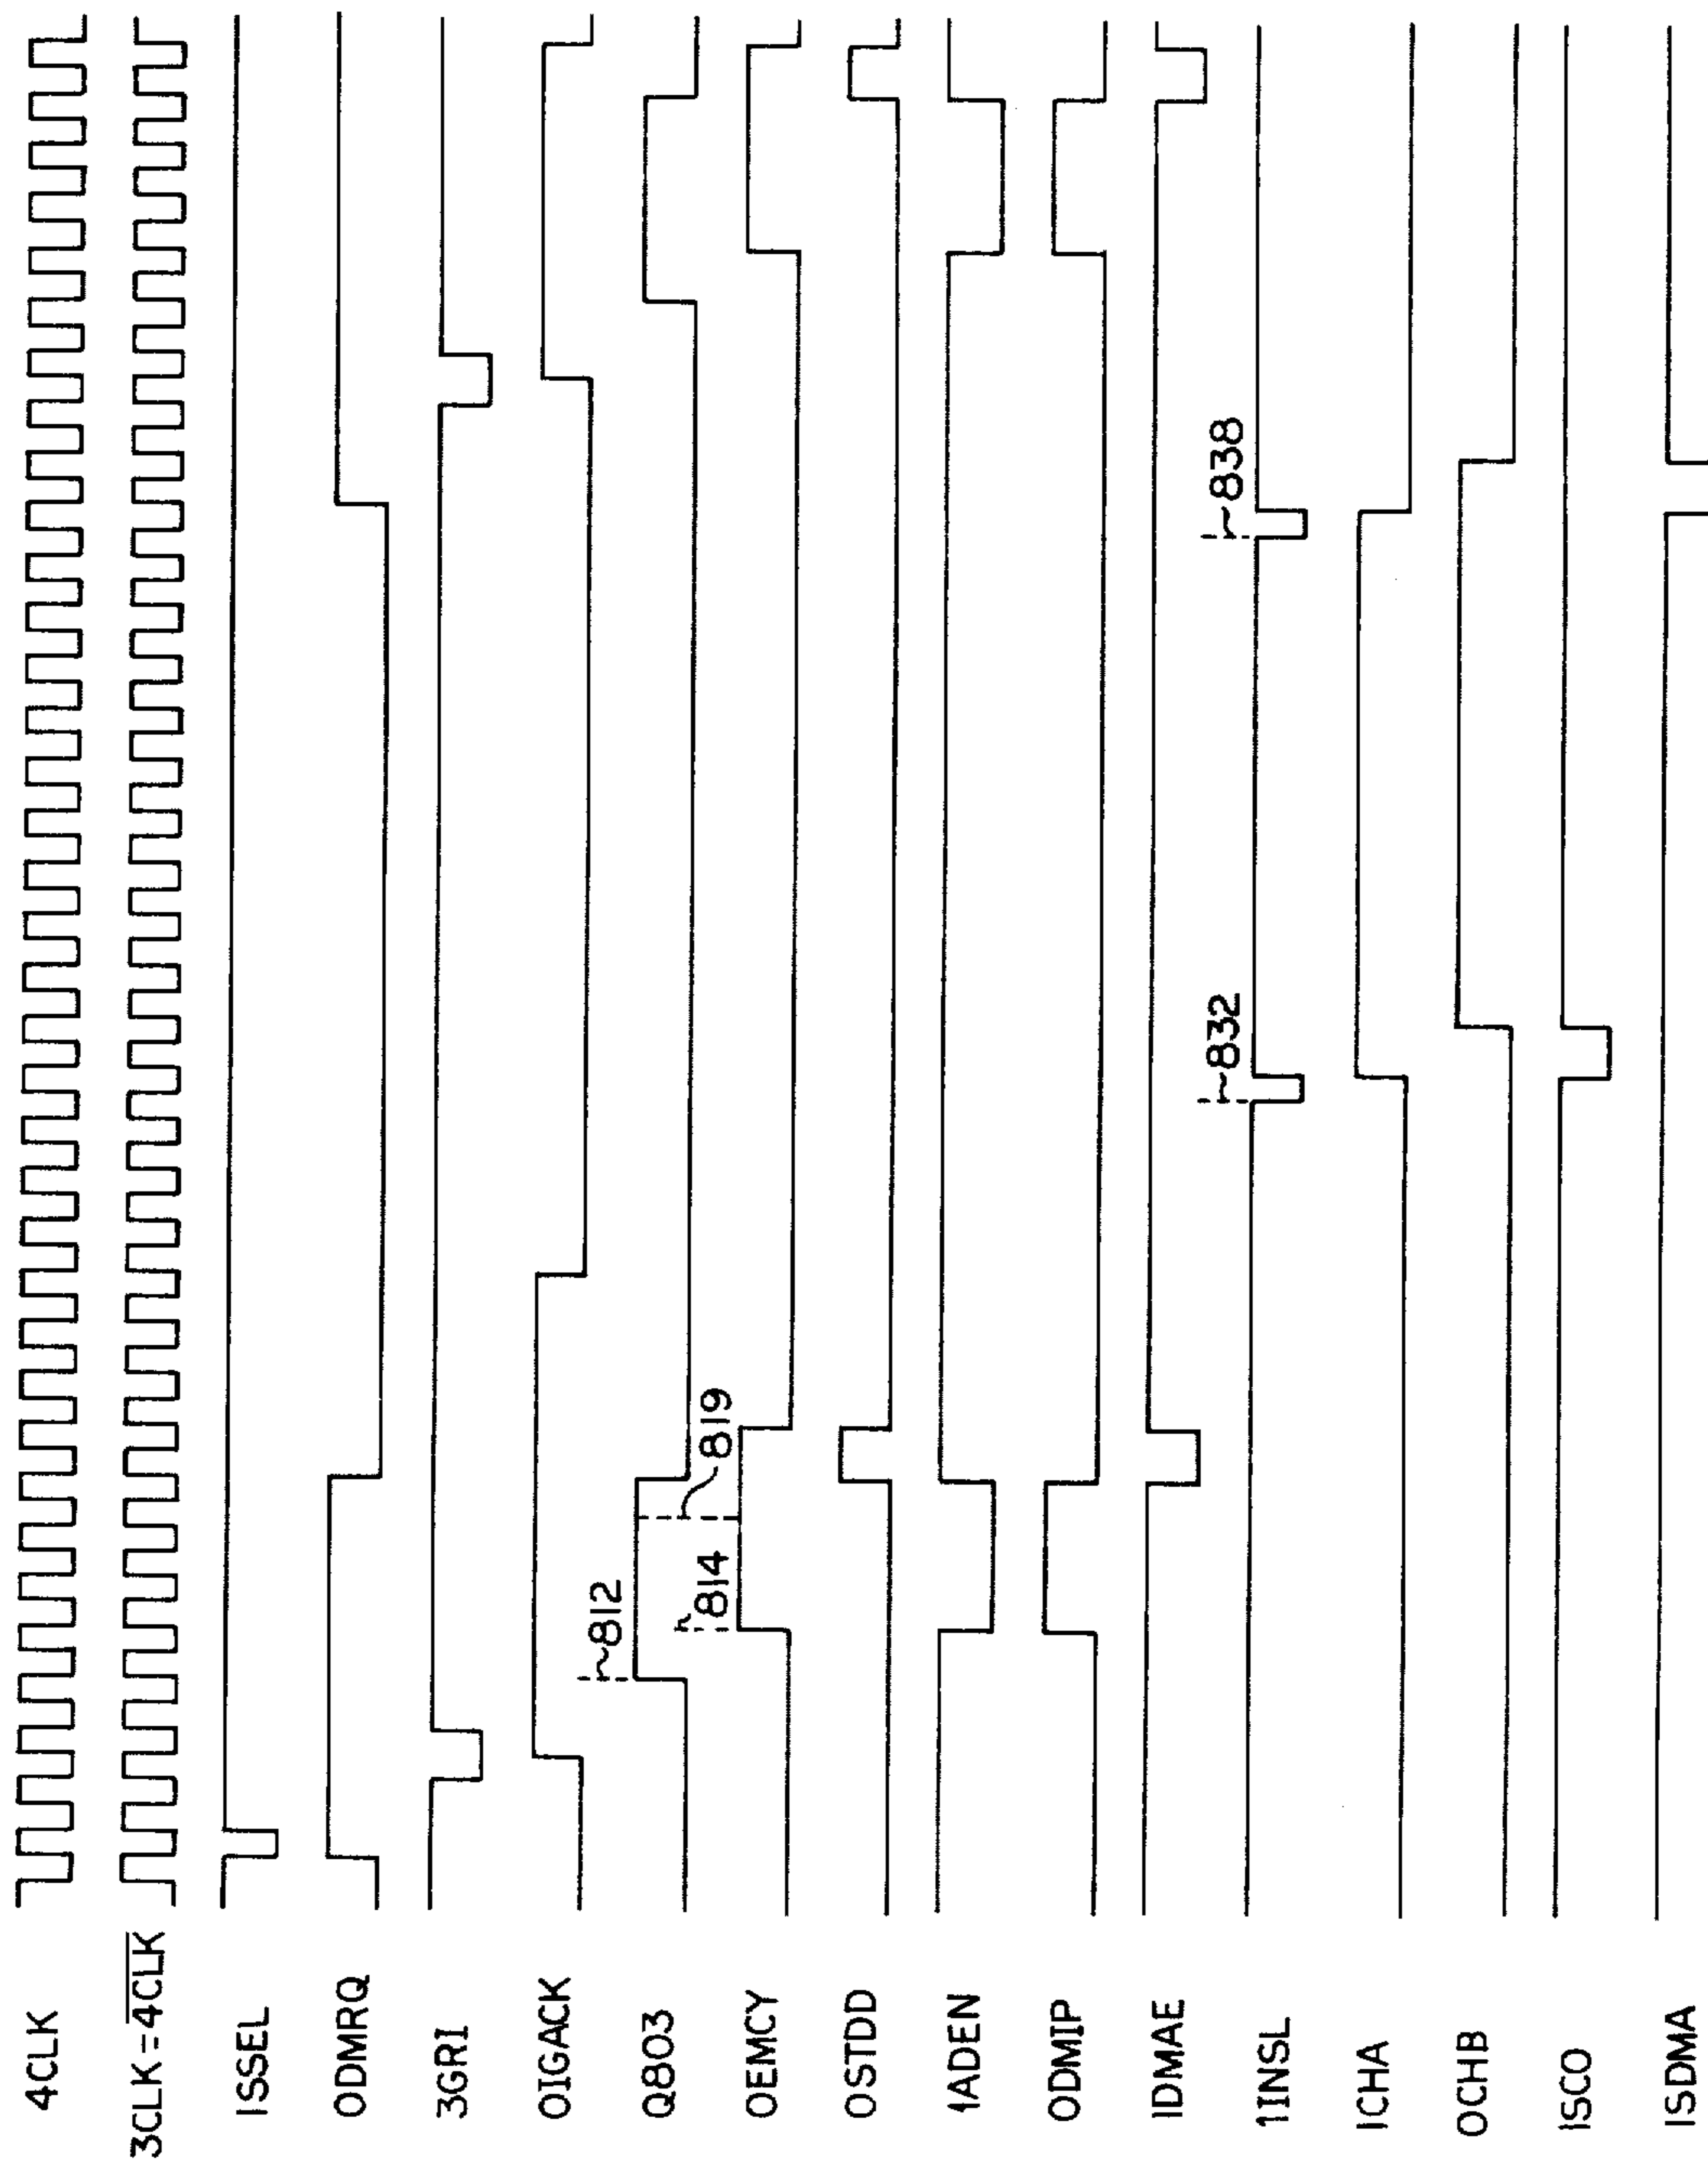 4CLK
3CLK = 4CLK
ISSEL
ODMRQ
3GRI
OIGACK
Q803
~812
OEMCY
~814
819
OSTDD
1ADEN
ODMIP
IDMAE
1INSL
~832
~838
ICHA
OCHB
ISCO
ISDMA